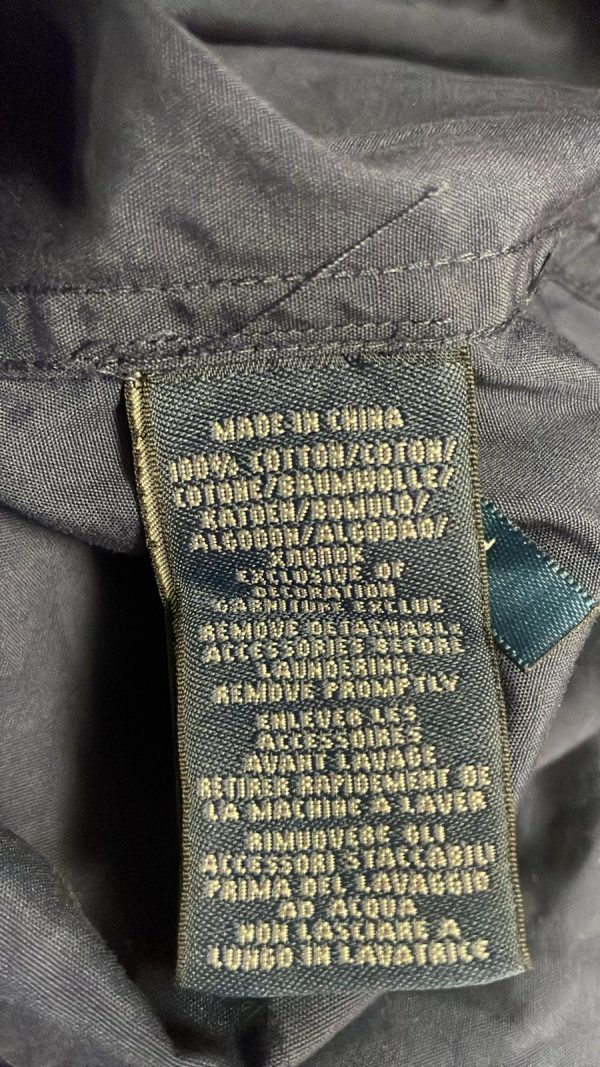 MADE IN CHINA
100% COTTON/COTON/
COTONE/BAUMWOLLE/
KATOEN/BOMULD/
ALGODON/ALGODAO/
ХЛОПОК
EXCLUSIVE OF
DECORATION
GARNITURE EXCLUE
REMOVE DETACHABLE
ACCESSORIES BEFORE
LAUNDERING
REMOVE PROMPTLY
ENLEVER LES
ACCESSOIRES
AVANT LAVAGE
RETIRER RAPIDEMENT DE
LA MACHINE A LAVER
RIMUOVERE GLI
ACCESSORI STACCABILI
PRIMA DEL LAVAGGIO
AD ACQUA
NON LASCIARE A
LUNGO IN LAVATRICE